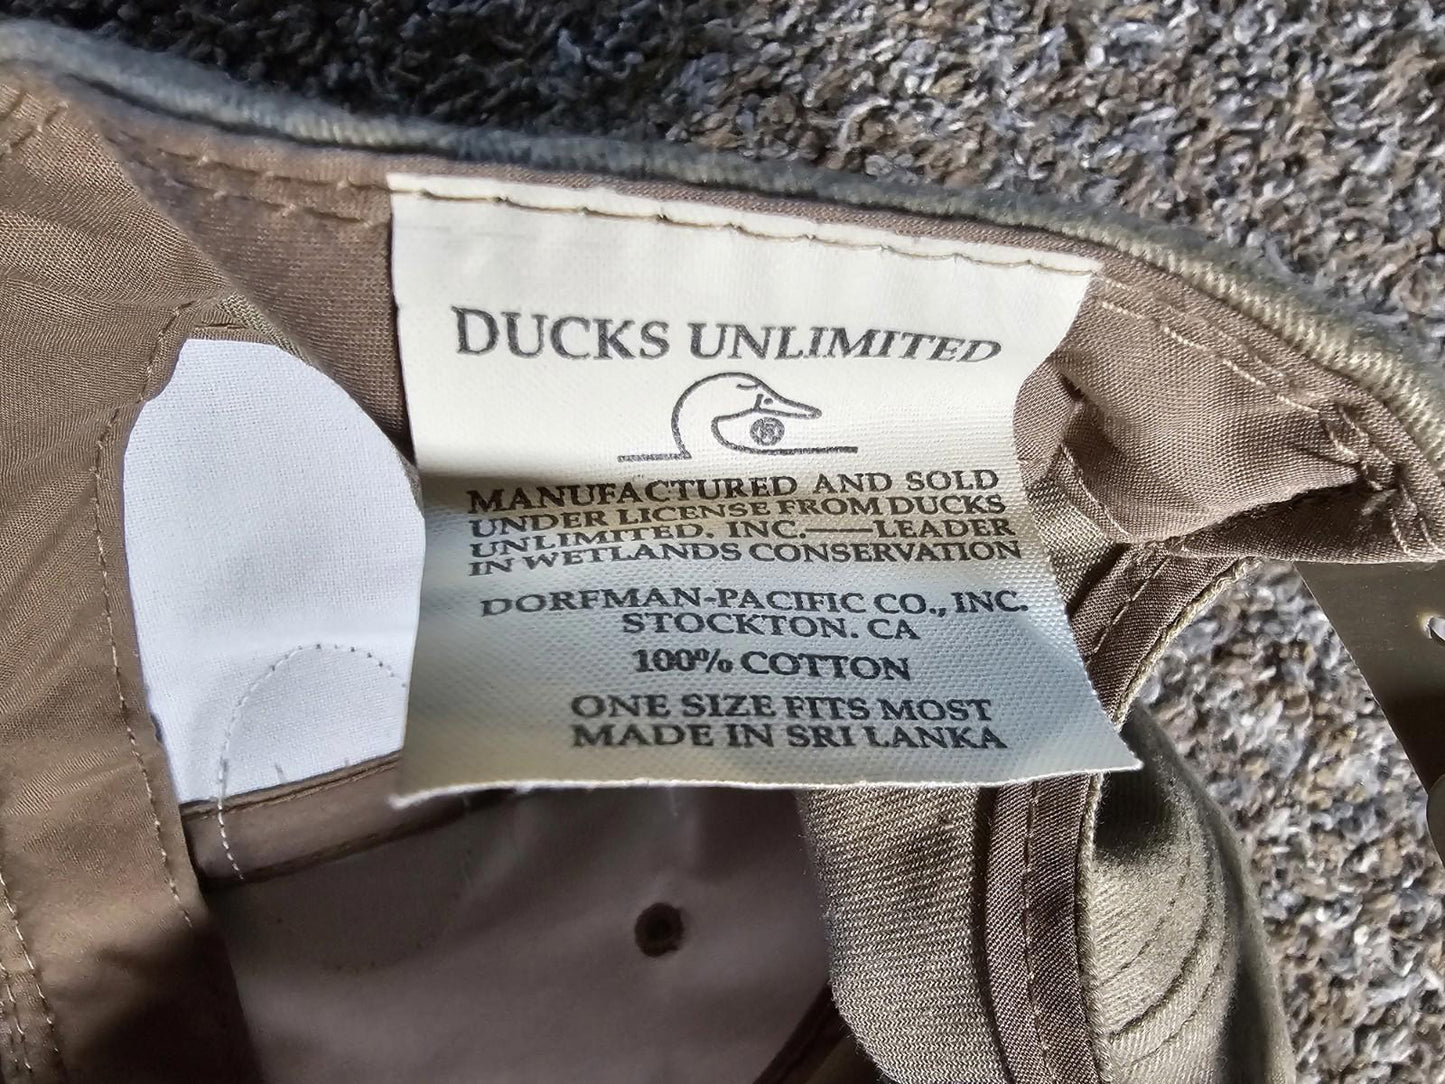 DUCKS UNLIMITED
®
MANUFACTURED AND SOLD
UNDER LICENSE FROM DUCKS
UNLIMITED, INC.——LEADER
IN WETLANDS CONSERVATION
DORFMAN-PACIFIC CO., INC.
STOCKTON, CA
100% COTTON
ONE SIZE FITS MOST
MADE IN SRI LANKA